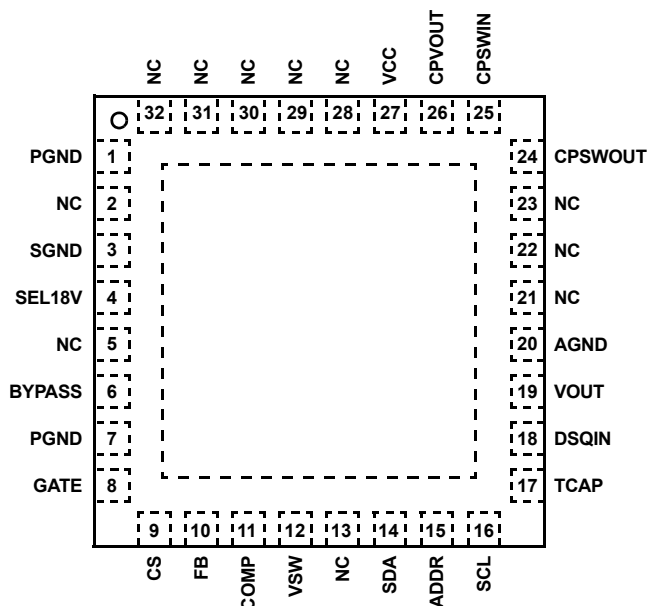 NC NC NC NC NC VCC CPVOUT CPSWIN
32 31 30 29 28 27 26 25
PGND 1 24 CPSWOUT
NC 2 23 NC
SGND 3 22 NC
SEL18V 4 21 NC
NC 5 20 AGND
BYPASS 6 19 VOUT
PGND 7 18 DSQIN
GATE 8 17 TCAP
9 10 11 12 13 14 15 16
CS FB COMP VSW NC SDA ADDR SCL